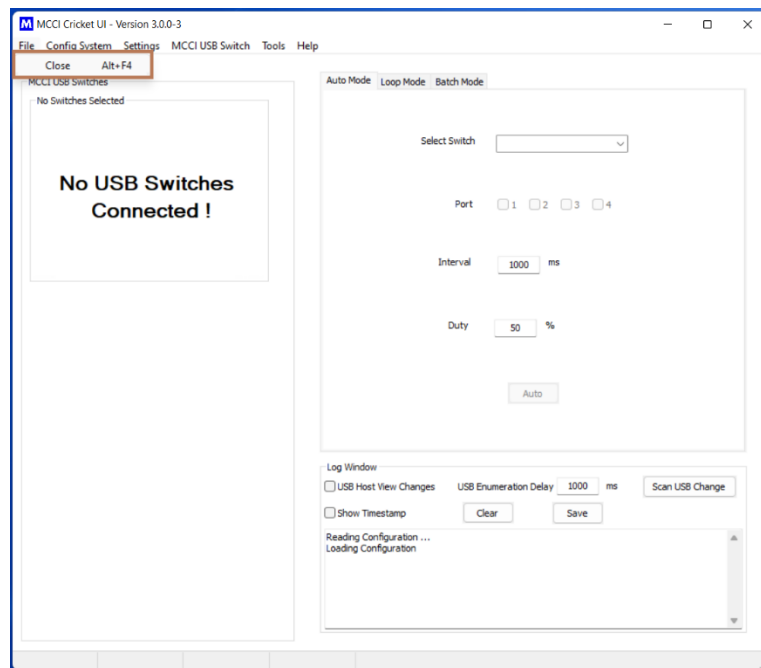 M MCCI Cricket UI - Version 3.0.0-3
File Config System Settings MCCI USB Switch Tools Help
Close Alt+F4
MCCI USB Switches
No Switches Selected
No USB Switches
Connected !
Auto Mode Loop Mode Batch Mode
Select Switch
Port 1 2 3 4
Interval 1000 ms
Duty 50 %
Auto
Log Window
USB Host View Changes USB Enumeration Delay 1000 ms Scan USB Change
Show Timestamp Clear Save
Reading Configuration ...
Loading Configuration